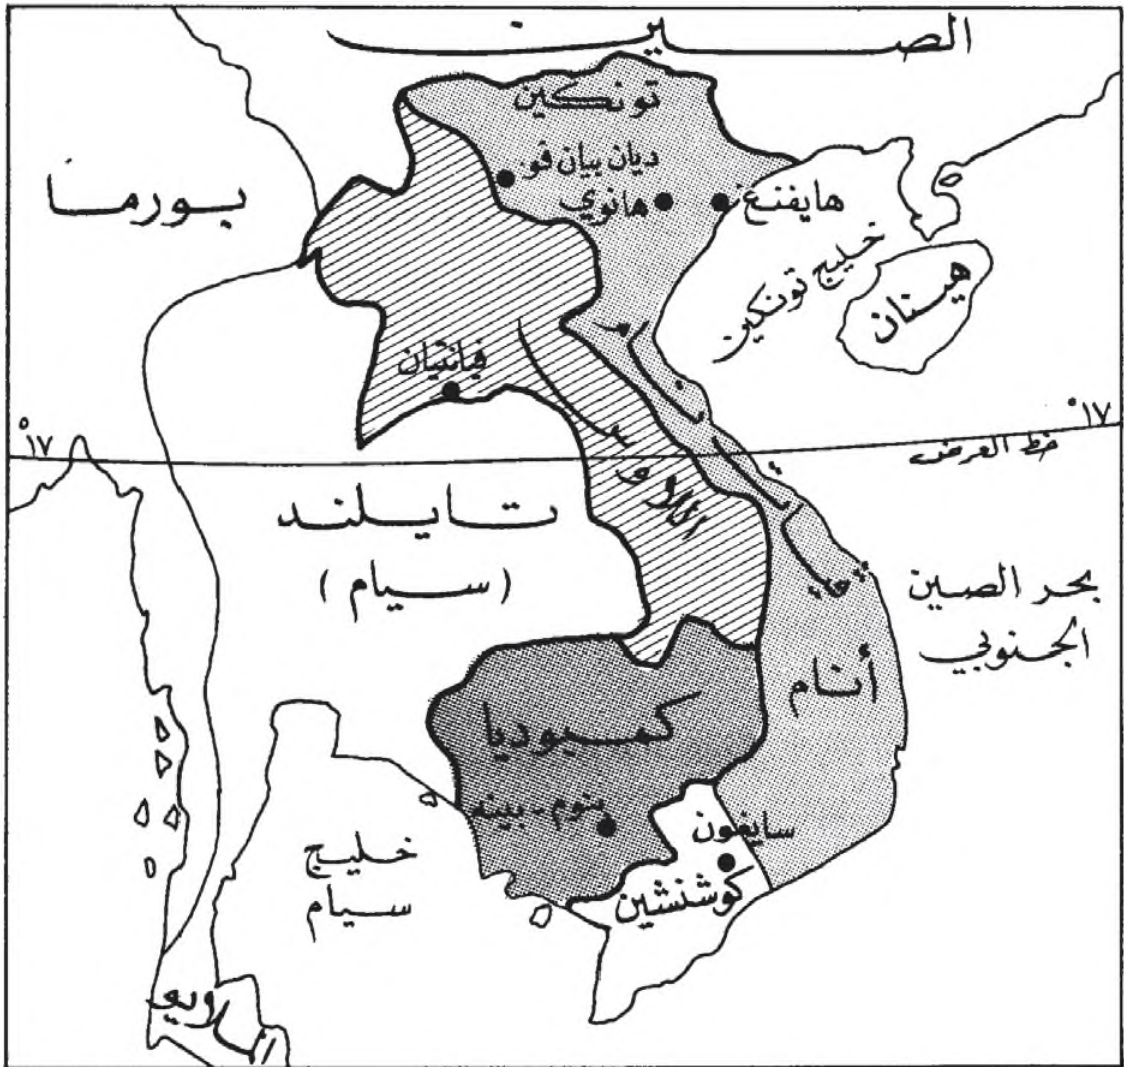 الصين
تونكين
ديان بيان فو
هانوي
هايفنغ
بورما
خليج تونكين
هينان
فيانتيان
°١٧
°١٧
خط العرض
لاووس
تايلند
(سيام)
بحر الصين
الجنوبي
أنام
كمبوديا
بنوم - بينه
سايغون
كوشنشين
خليج
سيام